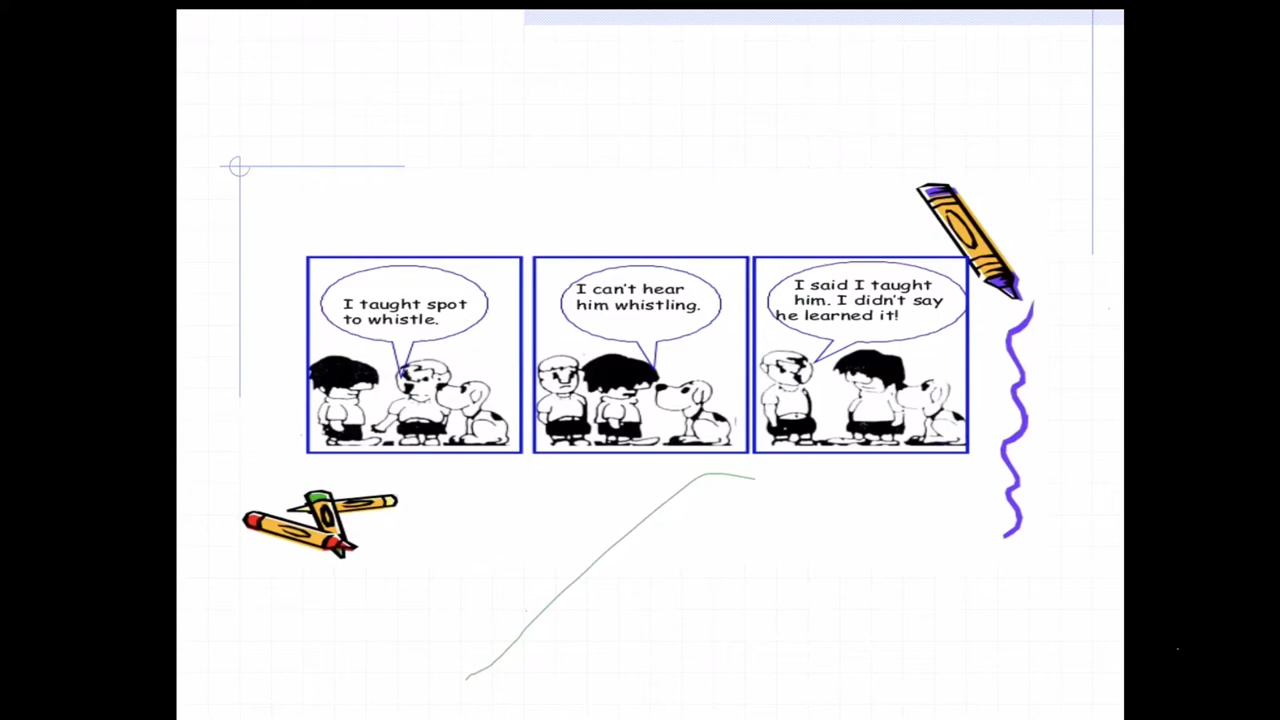 I taught spot
to whistle.
I can't hear
him whistling.
I said I taught
him. I didn't say
he learned it!